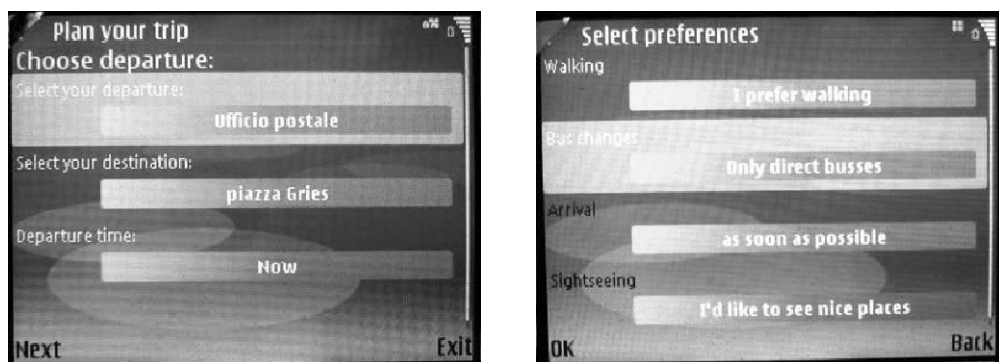 Plan your trip
Choose departure:
Select your departure:
Ufficio postale
Select your destination:
piazza Gries
Departure time:
Now
Next
Exit
Select preferences
Walking
I prefer walking
Bus changes
Only direct busses
Arrival
as soon as possible
Sightseeing
I'd like to see nice places
OK
Back